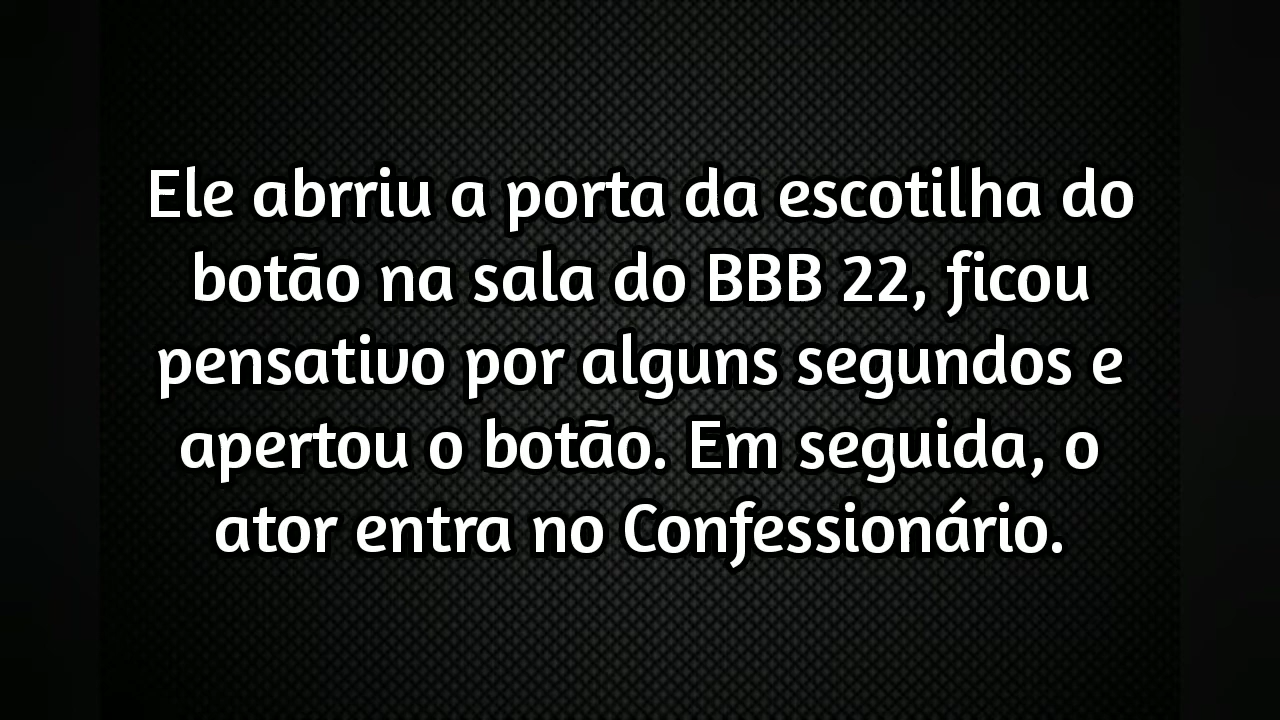 Ele abrriu a porta da escotilha do
botão na sala do BBB 22, ficou
pensativo por alguns segundos e
apertou o botão. Em seguida, o
ator entra no Confessionário.